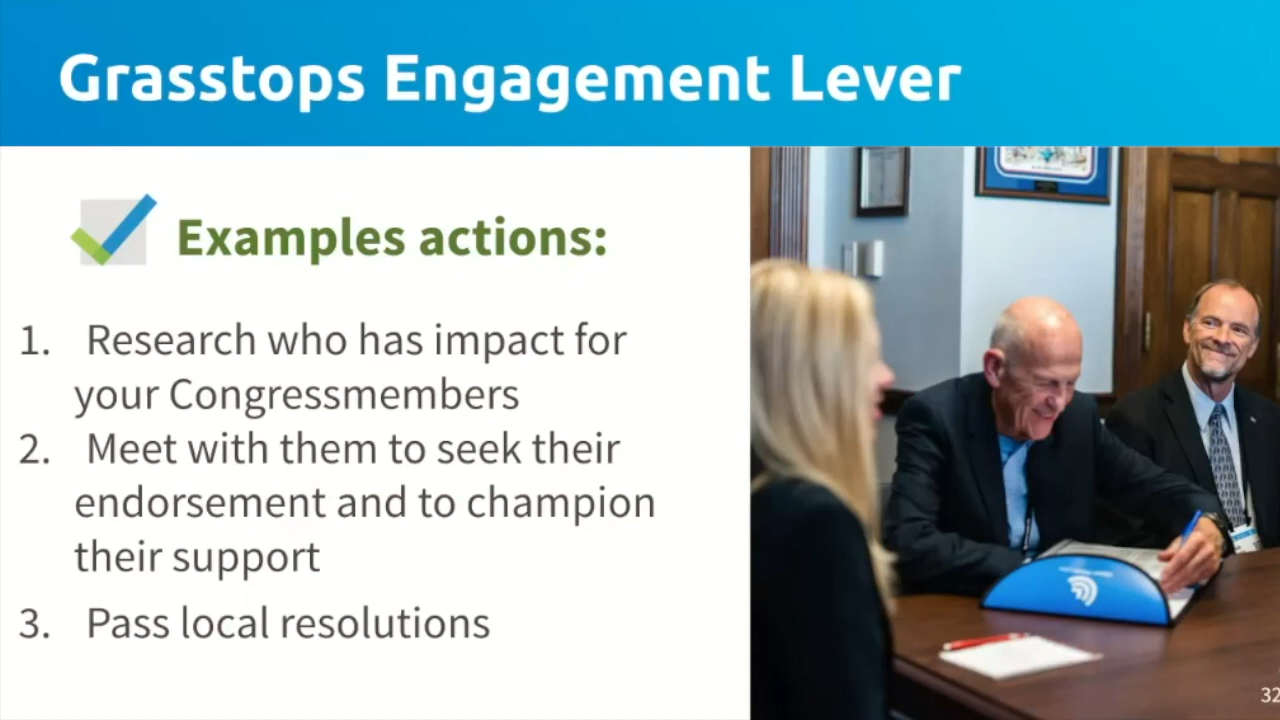 Grasstops Engagement Lever
Examples actions:
1. Research who has impact for
your Congressmembers
2. Meet with them to seek their
endorsement and to champion
their support
3. Pass local resolutions
32